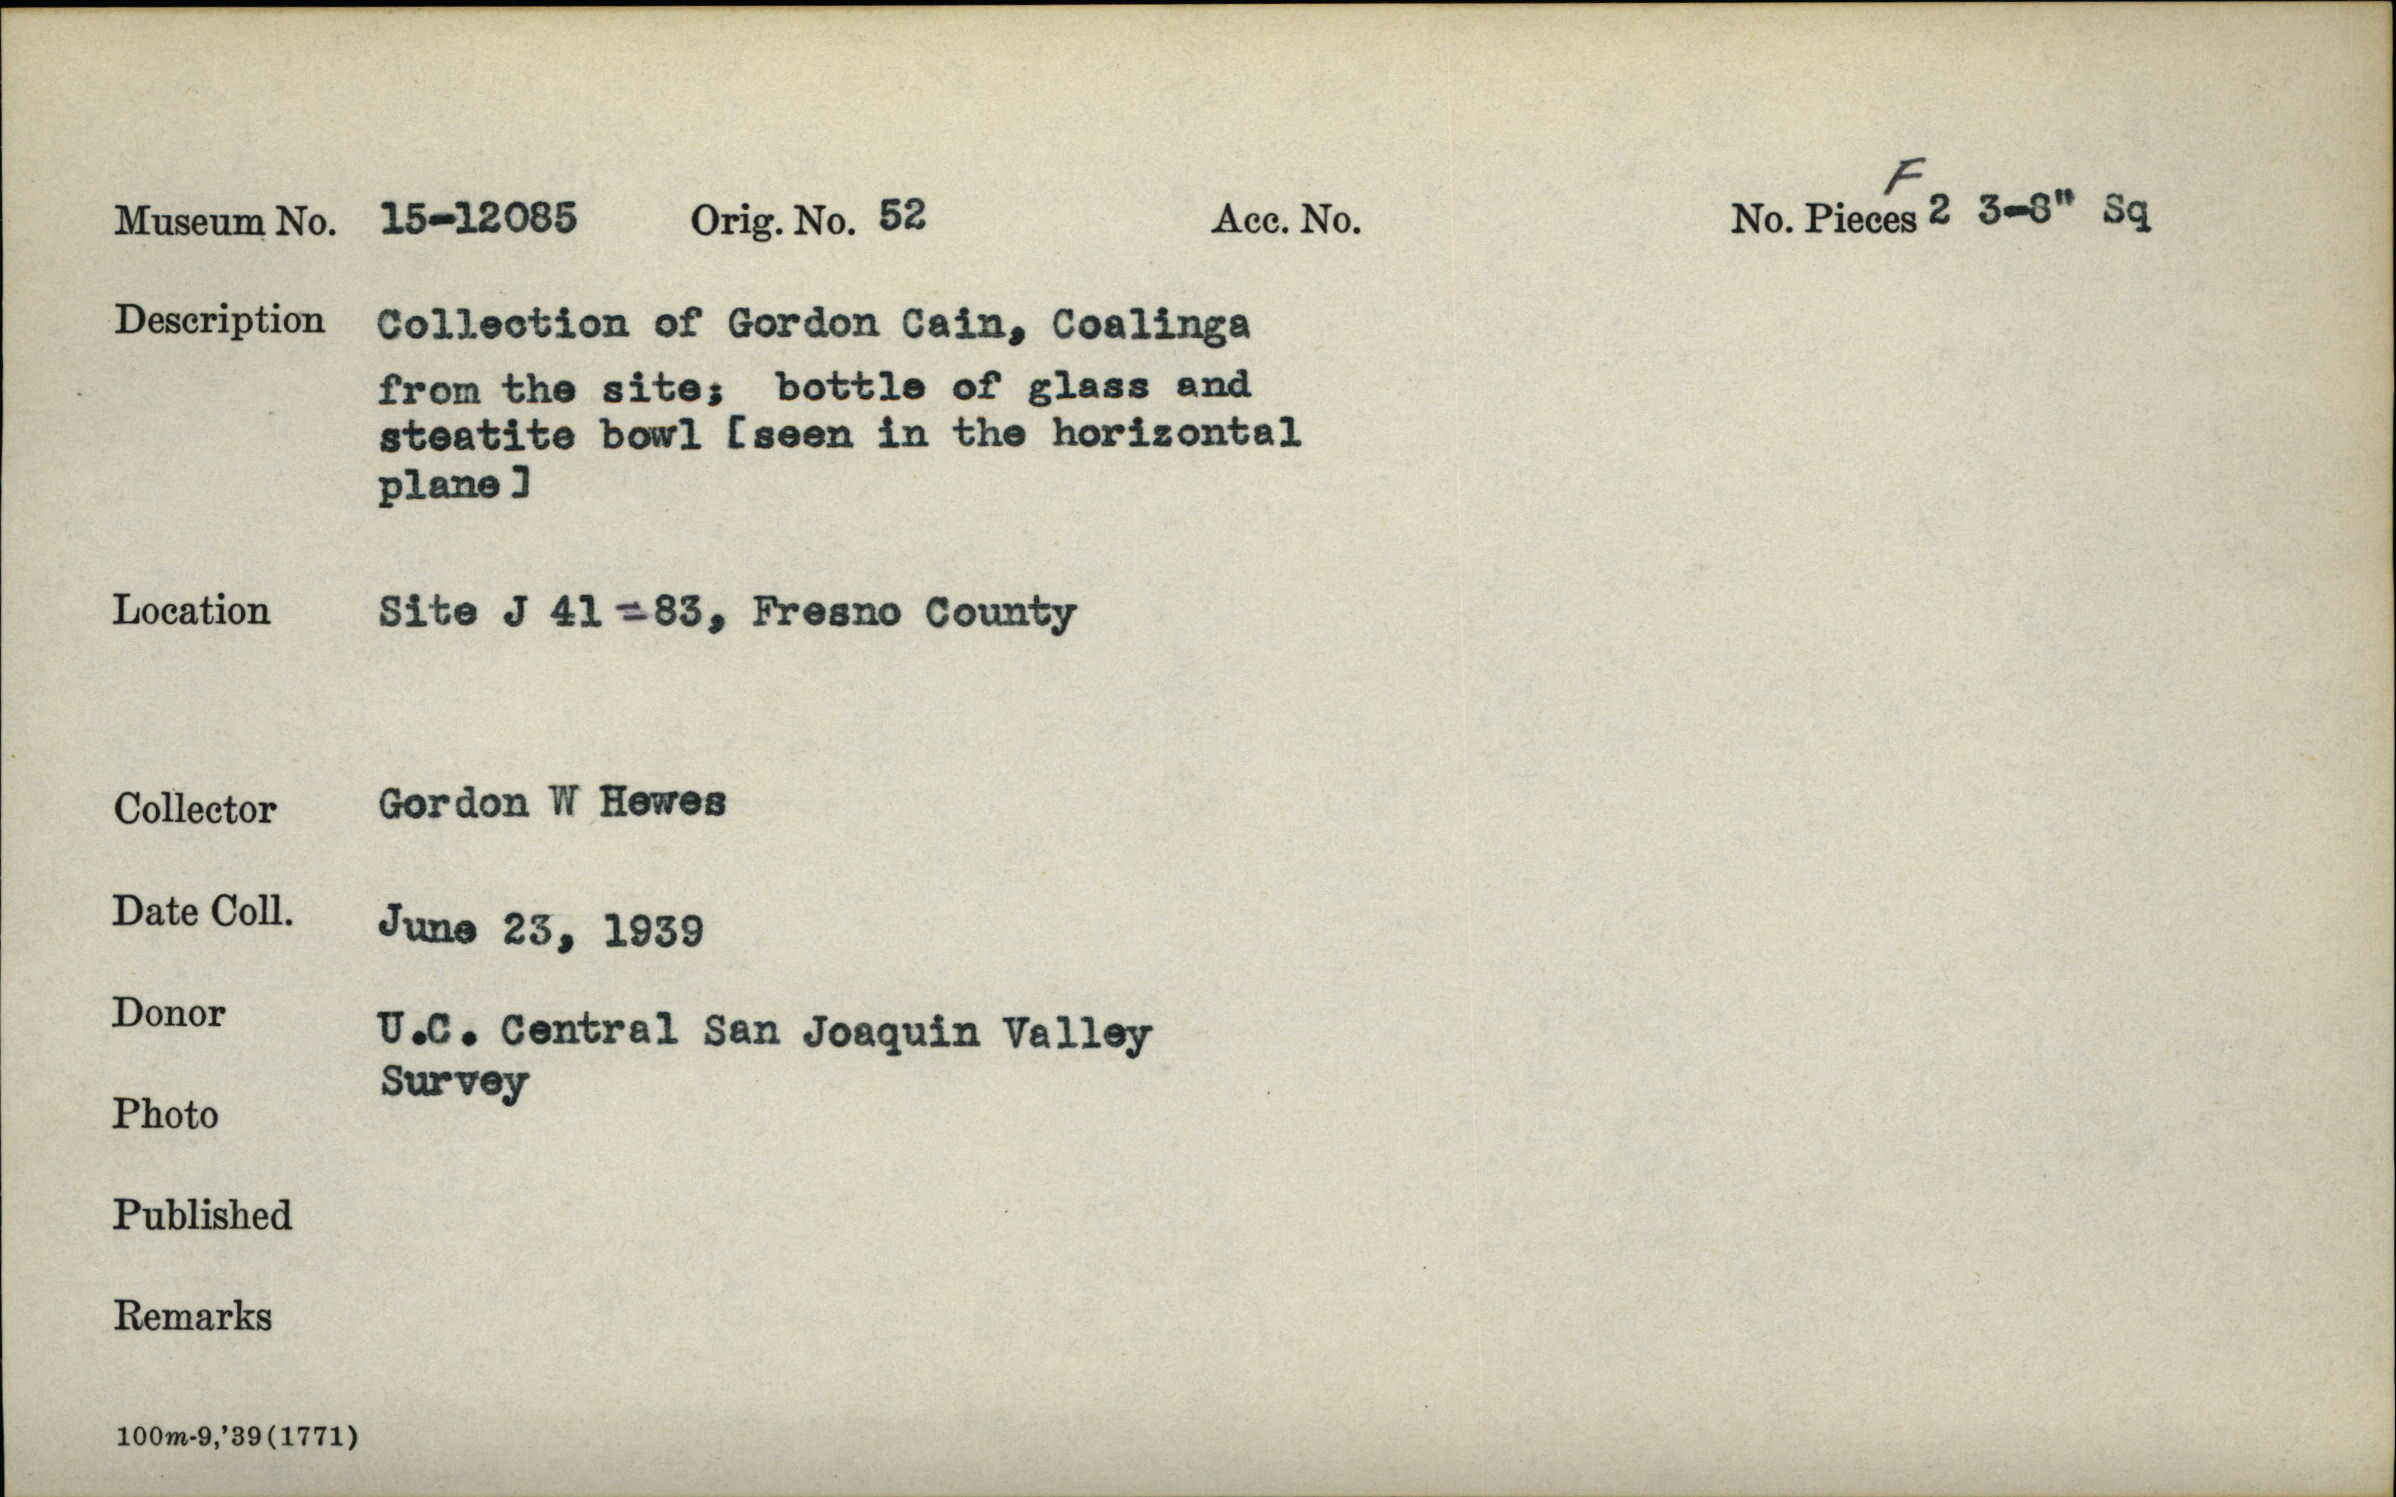 F
Museum No. 15-12085 Orig. No. 52 Acc. No. No. Pieces 2 3-8" Sq
Description Collection of Gordon Cain, Coalinga
from the site; bottle of glass and
steatite bowl [seen in the horizontal
plane]
Location Site J 41 = 83, Fresno County
Collector Gordon W Hewes
Date Coll. June 23, 1939
Donor U.C. Central San Joaquin Valley
Survey
Photo
Published
Remarks
100m-9,'39(1771)